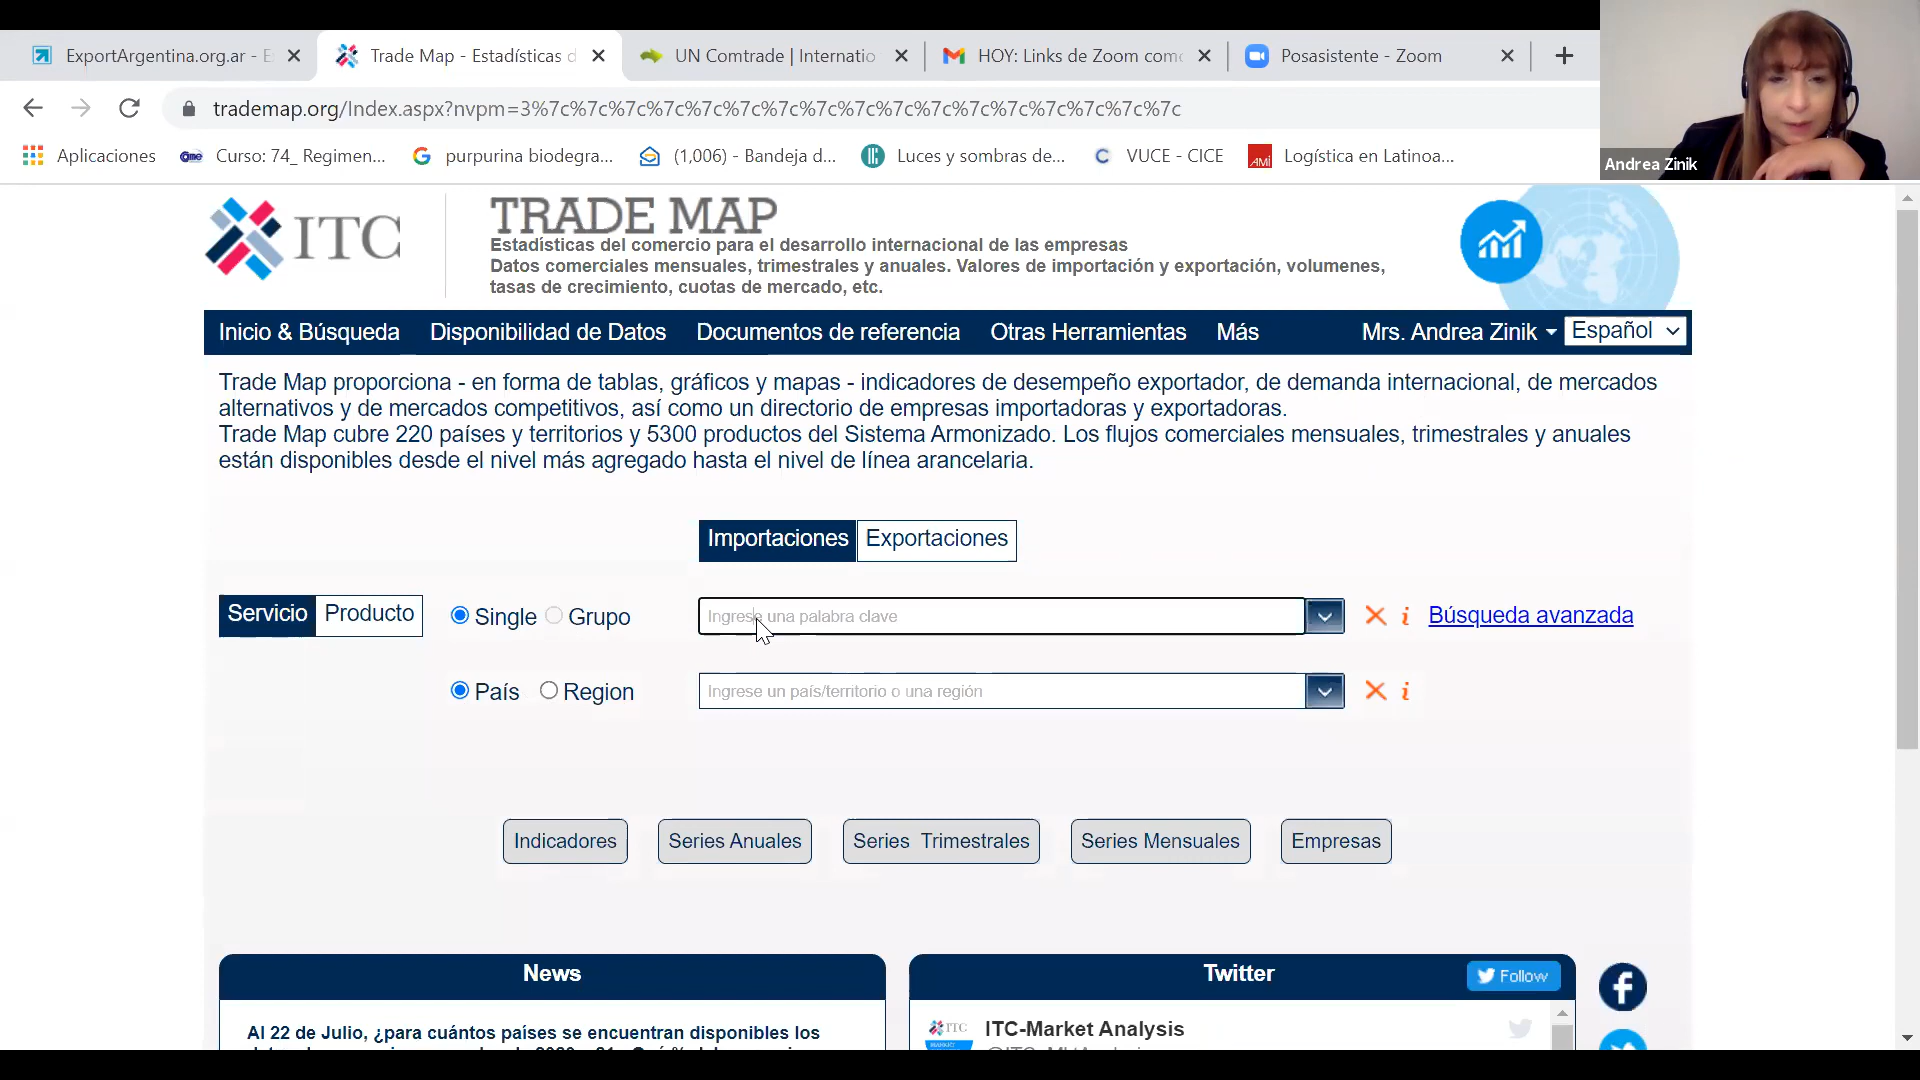 ExportArgentina.org.ar - E
Trade Map - Estadísticas d
UN Comtrade | Internatio
HOY: Links de Zoom com
Posasistente - Zoom
trademap.org/Index.aspx?nvpm=3%7c%7c%7c%7c%7c%7c%7c%7c%7c%7c%7c%7c%7c%7c%7c%7c%7c
Andrea Zinik
Aplicaciones
Curso: 74_ Regimen...
purpurina biodegra...
(1,006) - Bandeja d...
Luces y sombras de...
VUCE - CICE
Logística en Latinoa...
ITC
TRADE MAP
Estadísticas del comercio para el desarrollo internacional de las empresas
Datos comerciales mensuales, trimestrales y anuales. Valores de importación y exportación, volumenes,
tasas de crecimiento, cuotas de mercado, etc.
Inicio & Búsqueda
Disponibilidad de Datos
Documentos de referencia
Otras Herramientas
Más
Mrs. Andrea Zinik
Español
Trade Map proporciona - en forma de tablas, gráficos y mapas - indicadores de desempeño exportador, de demanda internacional, de mercados
alternativos y de mercados competitivos, así como un directorio de empresas importadoras y exportadoras.
Trade Map cubre 220 países y territorios y 5300 productos del Sistema Armonizado. Los flujos comerciales mensuales, trimestrales y anuales
están disponibles desde el nivel más agregado hasta el nivel de línea arancelaria.
Importaciones
Exportaciones
Servicio
Producto
Single
Grupo
Ingrese una palabra clave
Búsqueda avanzada
País
Region
Ingrese un país/territorio o una región
Indicadores
Series Anuales
Series Trimestrales
Series Mensuales
Empresas
News
Twitter
Follow
Al 22 de Julio, ¿para cuántos países se encuentran disponibles los
ITC
ITC-Market Analysis